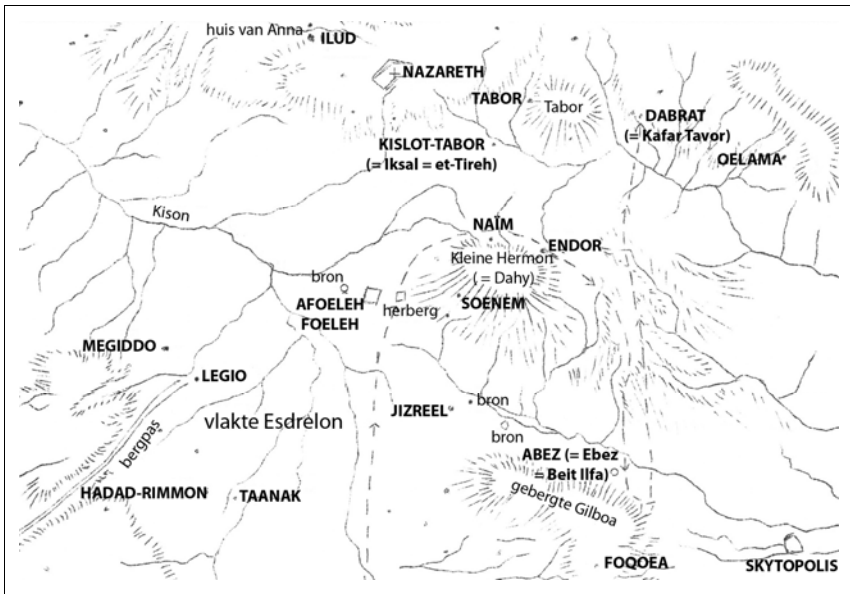 huis van Anna
ILUD
NAZARETH
TABOR
Tabor
DABRAT
(= Kafar Tavor)
KISLOT-TABOR
(= Iksal = et-Tireh)
OELAMA
Kison
NAÏM
ENDOR
Kleine Hermon
(= Dahy)
bron
AFOELEH
FOELEH
herberg
SOENEM
MEGIDDO
LEGIO
JIZREEL
bron
bron
vlakte Esdrelon
bergpas
ABEZ (= Ebez
= Beit Ilfa)
gebergte Gilboa
HADAD-RIMMON
TAANAK
FOQOEA
SKYTOPOLIS